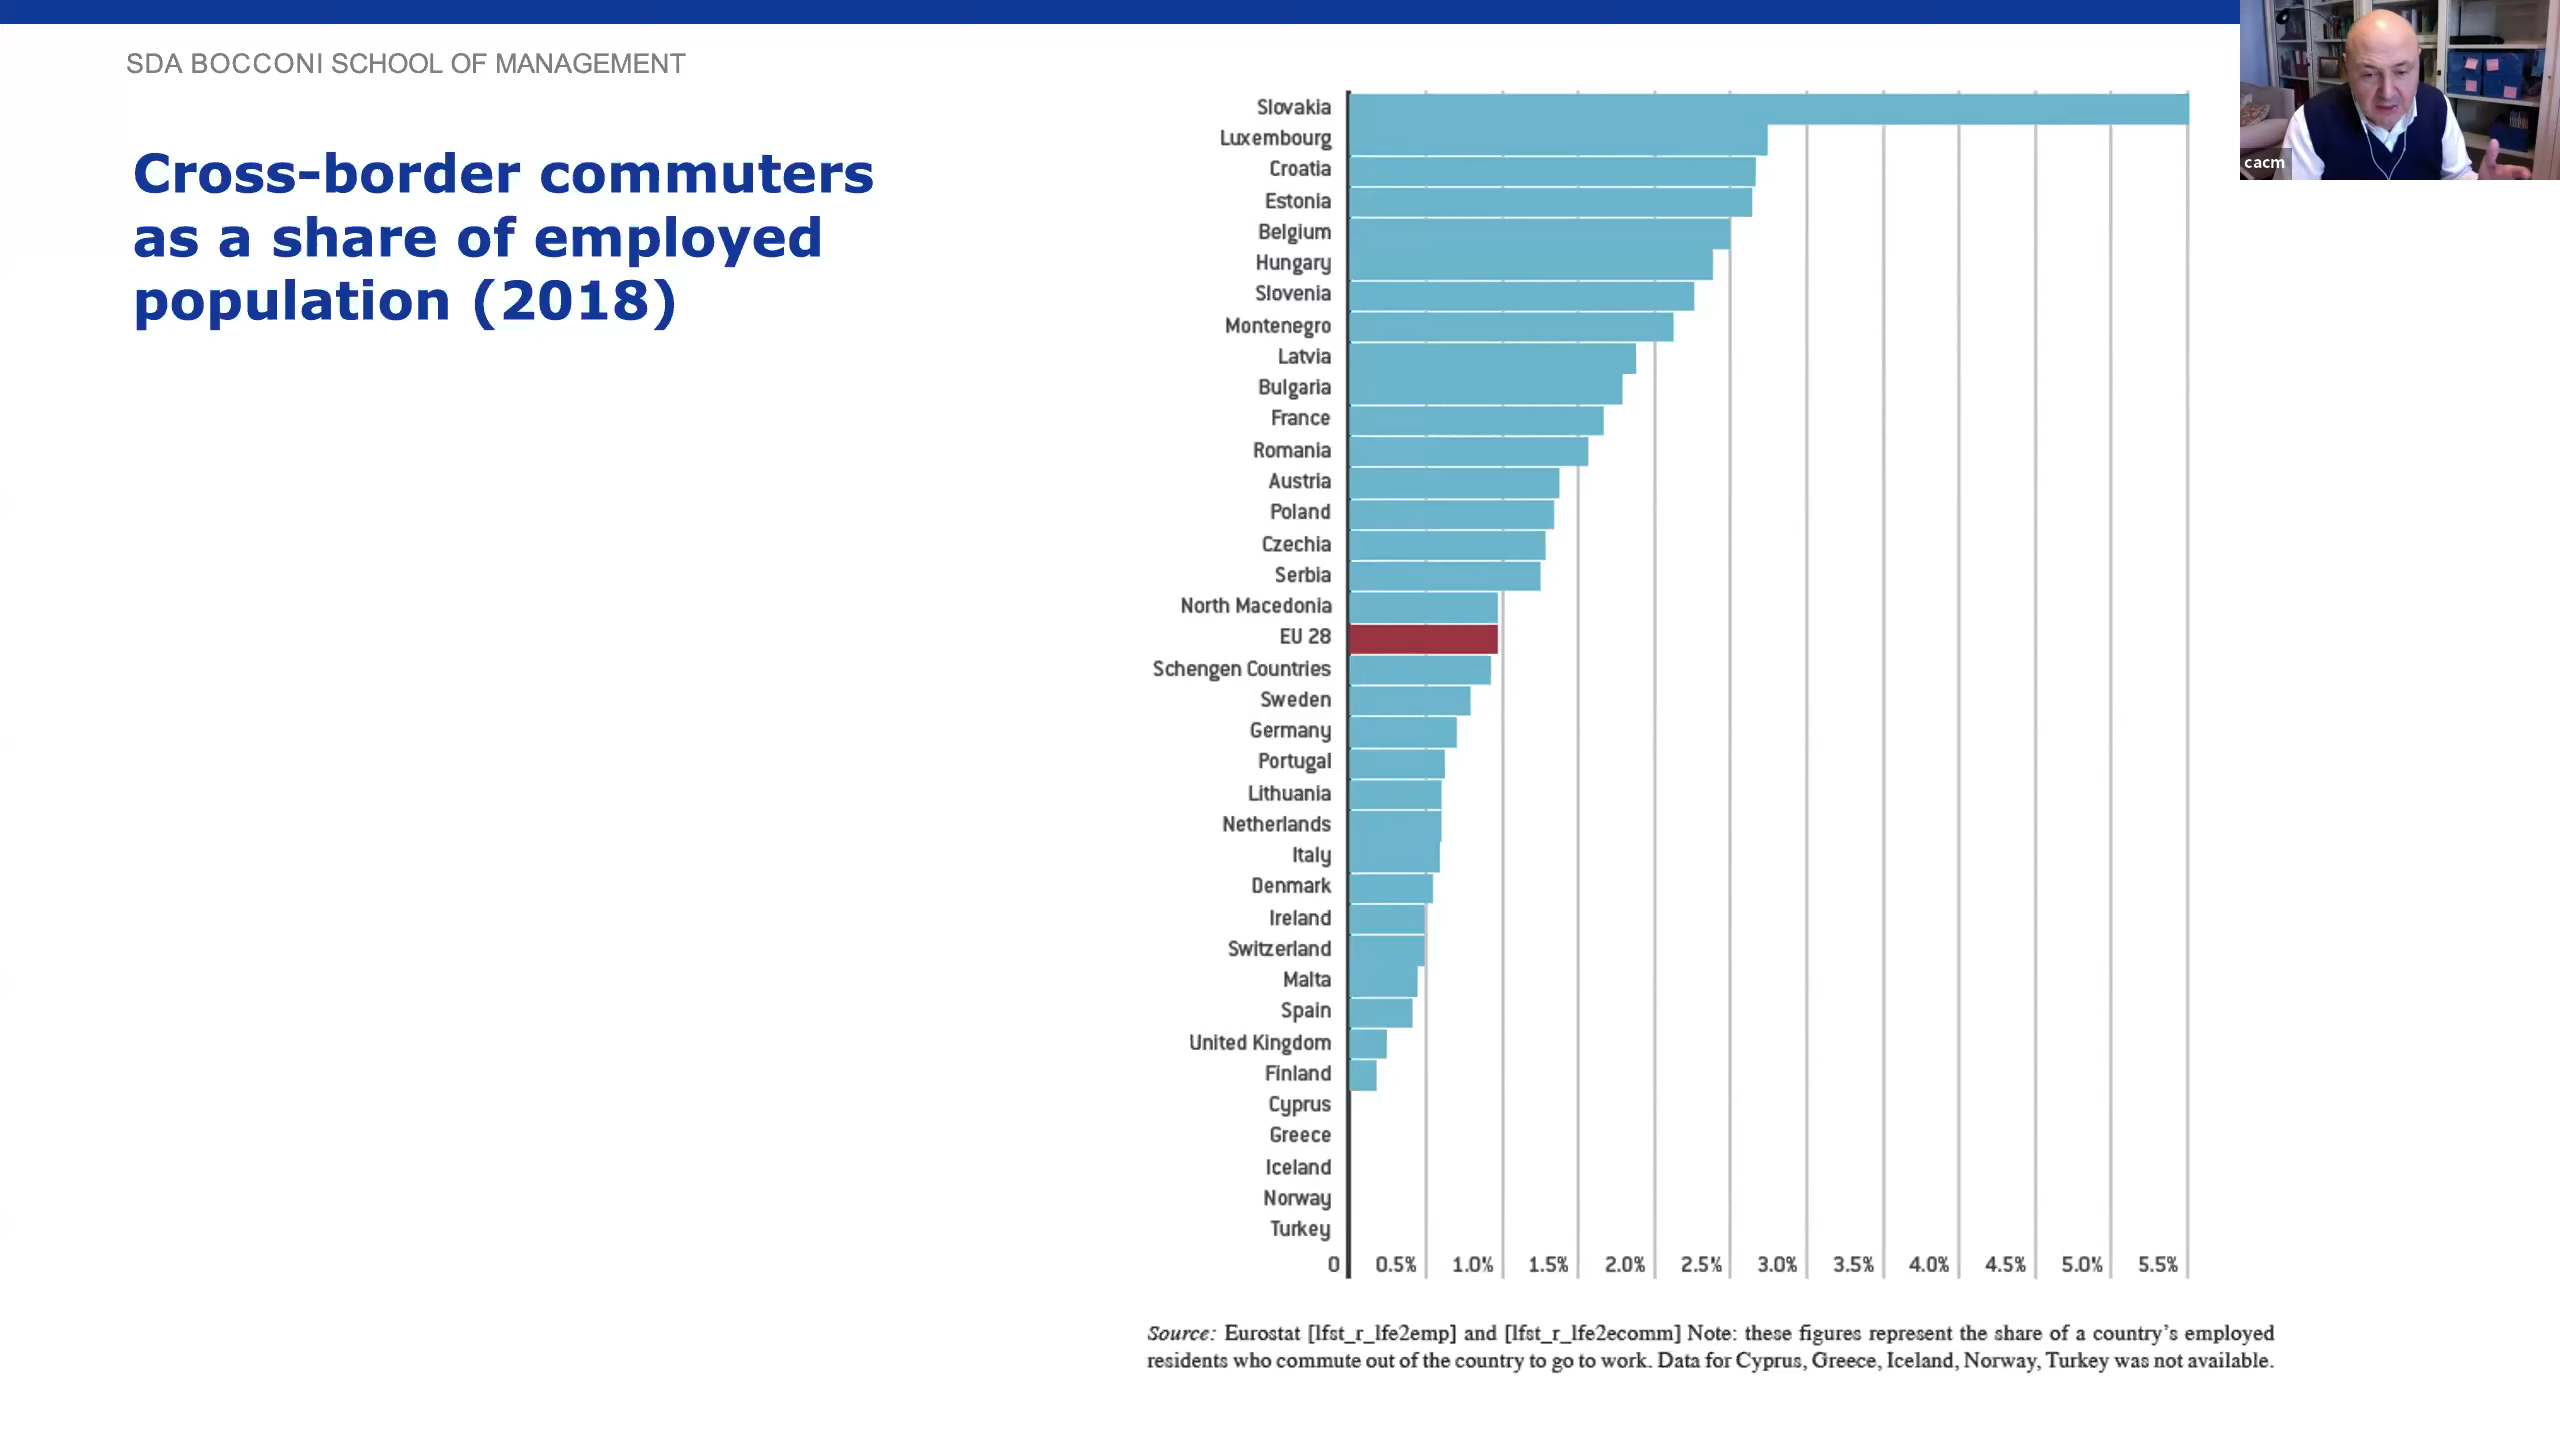 SDA BOCCONI SCHOOL OF MANAGEMENT
cacm
Cross-border commuters
as a share of employed
population (2018)
Slovakia
Luxembourg
Croatia
Estonia
Belgium
Hungary
Slovenia
Montenegro
Latvia
Bulgaria
France
Romania
Austria
Poland
Czechia
Serbia
North Macedonia
EU 28
Schengen Countries
Sweden
Germany
Portugal
Lithuania
Netherlands
Italy
Denmark
Ireland
Switzerland
Malta
Spain
United Kingdom
Finland
Cyprus
Greece
Iceland
Norway
Turkey
0 0.5% 1.0% 1.5% 2.0% 2.5% 3.0% 3.5% 4.0% 4.5% 5.0% 5.5%
Source: Eurostat [lfst_r_lfe2emp] and [lfst_r_lfe2ecomm] Note: these figures represent the share of a country’s employed
residents who commute out of the country to go to work. Data for Cyprus, Greece, Iceland, Norway, Turkey was not available.